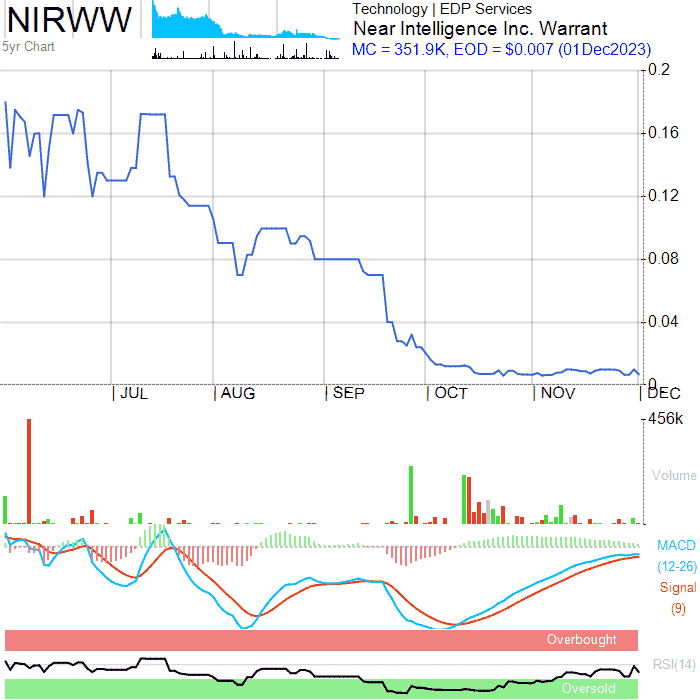 NIRWW
5yr Chart
Technology | EDP Services
Near Intelligence Inc. Warrant
MC = 351.9K, EOD = $0.007 (01Dec2023)
0.2
0.16
0.12
0.08
0.04
0
JUL AUG SEP OCT NOV DEC
456k
Volume
MACD
(12-26)
Signal
(9)
Overbought
RSI(14)
Oversold